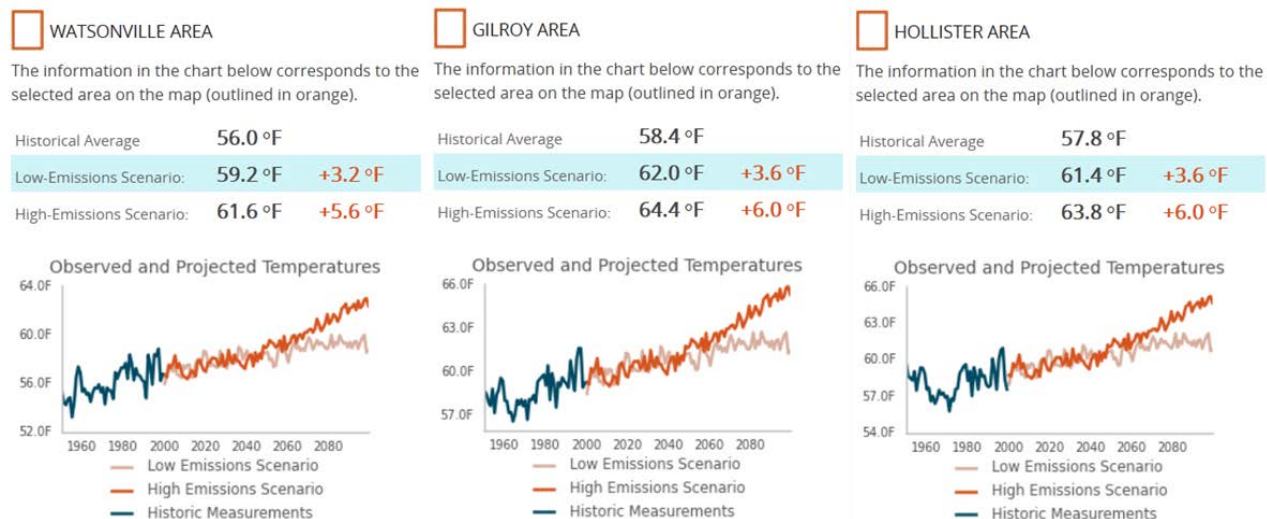 WATSONVILLE AREA
The information in the chart below corresponds to the
selected area on the map (outlined in orange).
Historical Average 56.0 °F
Low-Emissions Scenario: 59.2 °F +3.2 °F
High-Emissions Scenario: 61.6 °F +5.6 °F
Observed and Projected Temperatures
64.0F
60.0F
56.0F
52.0F
1960 1980 2000 2020 2040 2060 2080
Low Emissions Scenario
High Emissions Scenario
Historic Measurements
GILROY AREA
The information in the chart below corresponds to the
selected area on the map (outlined in orange).
Historical Average 58.4 °F
Low-Emissions Scenario: 62.0 °F +3.6 °F
High-Emissions Scenario: 64.4 °F +6.0 °F
Observed and Projected Temperatures
66.0F
63.0F
60.0F
57.0F
1960 1980 2000 2020 2040 2060 2080
Low Emissions Scenario
High Emissions Scenario
Historic Measurements
HOLLISTER AREA
The information in the chart below corresponds to the
selected area on the map (outlined in orange).
Historical Average 57.8 °F
Low-Emissions Scenario: 61.4 °F +3.6 °F
High-Emissions Scenario: 63.8 °F +6.0 °F
Observed and Projected Temperatures
66.0F
63.0F
60.0F
57.0F
54.0F
1960 1980 2000 2020 2040 2060 2080
Low Emissions Scenario
High Emissions Scenario
Historic Measurements